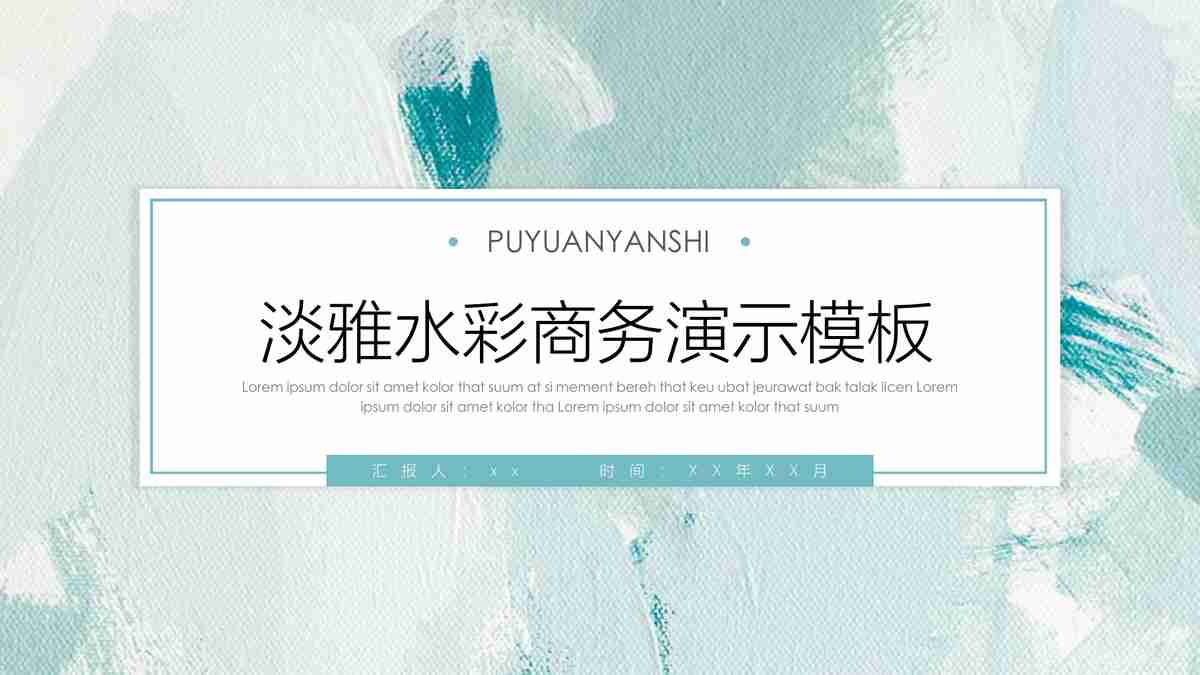 • PUYUANYANSHI •
淡雅水彩商务演示模板
Lorem ipsum dolor sit amet kolor that suum at si mement bereh that keu ubat jeurawat bak talak licen Lorem
ipsum dolor sit amet kolor tha Lorem ipsum dolor sit amet kolor that suum
汇报人：xx 时间：XX年XX月